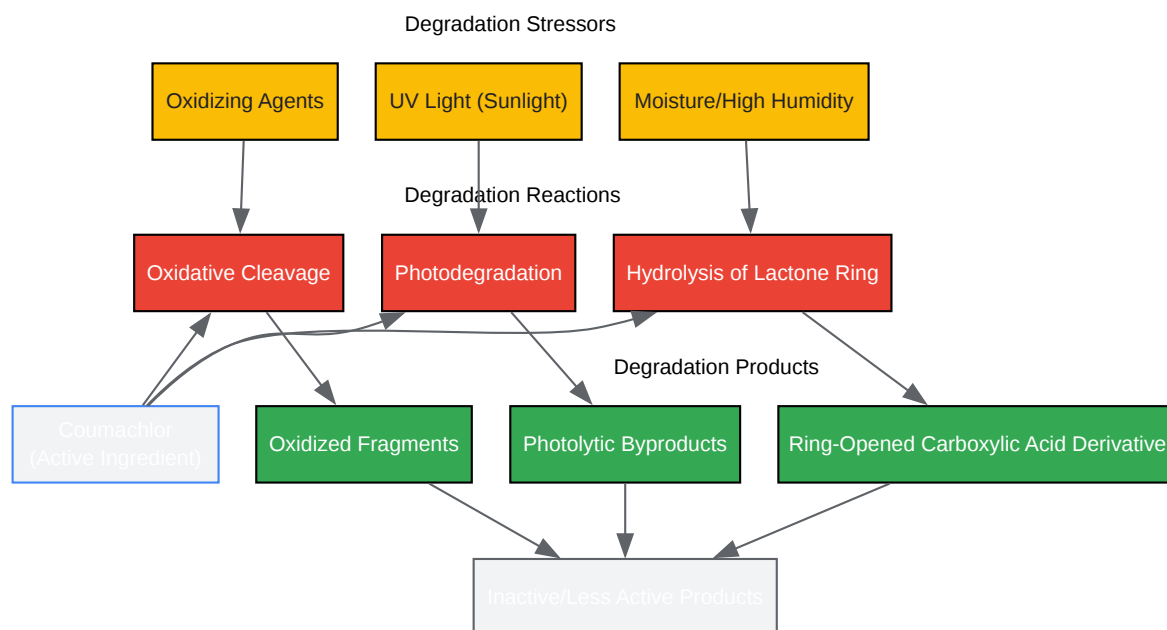 Degradation Stressors
Oxidizing Agents
UV Light (Sunlight)
Moisture/High Humidity
Degradation Reactions
Oxidative Cleavage
Photodegradation
Hydrolysis of Lactone Ring
Degradation Products
Coumachlor
(Active Ingredient)
Oxidized Fragments
Photolytic Byproducts
Ring-Opened Carboxylic Acid Derivative
Inactive/Less Active Products